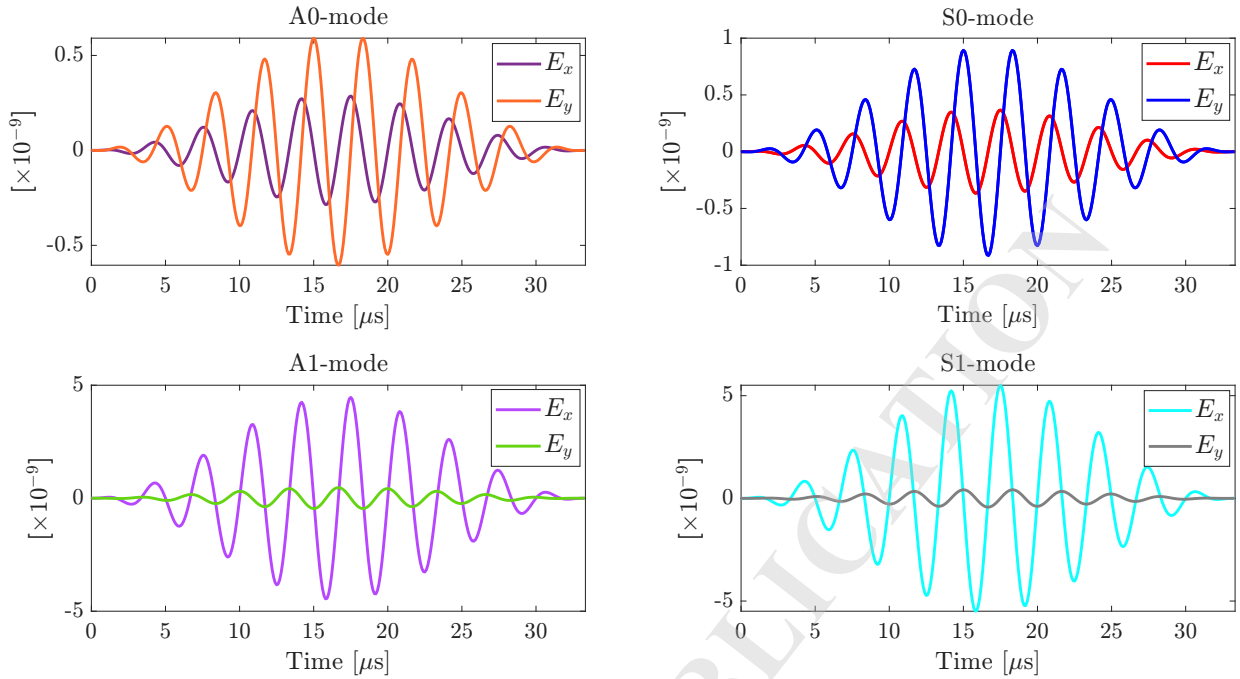 A0-mode
0.5
0
-0.5
[×10⁻⁹]
E_x
E_y
0 5 10 15 20 25 30
Time [μs]
S0-mode
1
0.5
0
-0.5
-1
[×10⁻⁹]
E_x
E_y
0 5 10 15 20 25 30
Time [μs]
A1-mode
5
0
-5
[×10⁻⁹]
E_x
E_y
0 5 10 15 20 25 30
Time [μs]
S1-mode
5
0
-5
[×10⁻⁹]
E_x
E_y
0 5 10 15 20 25 30
Time [μs]
BLICATION